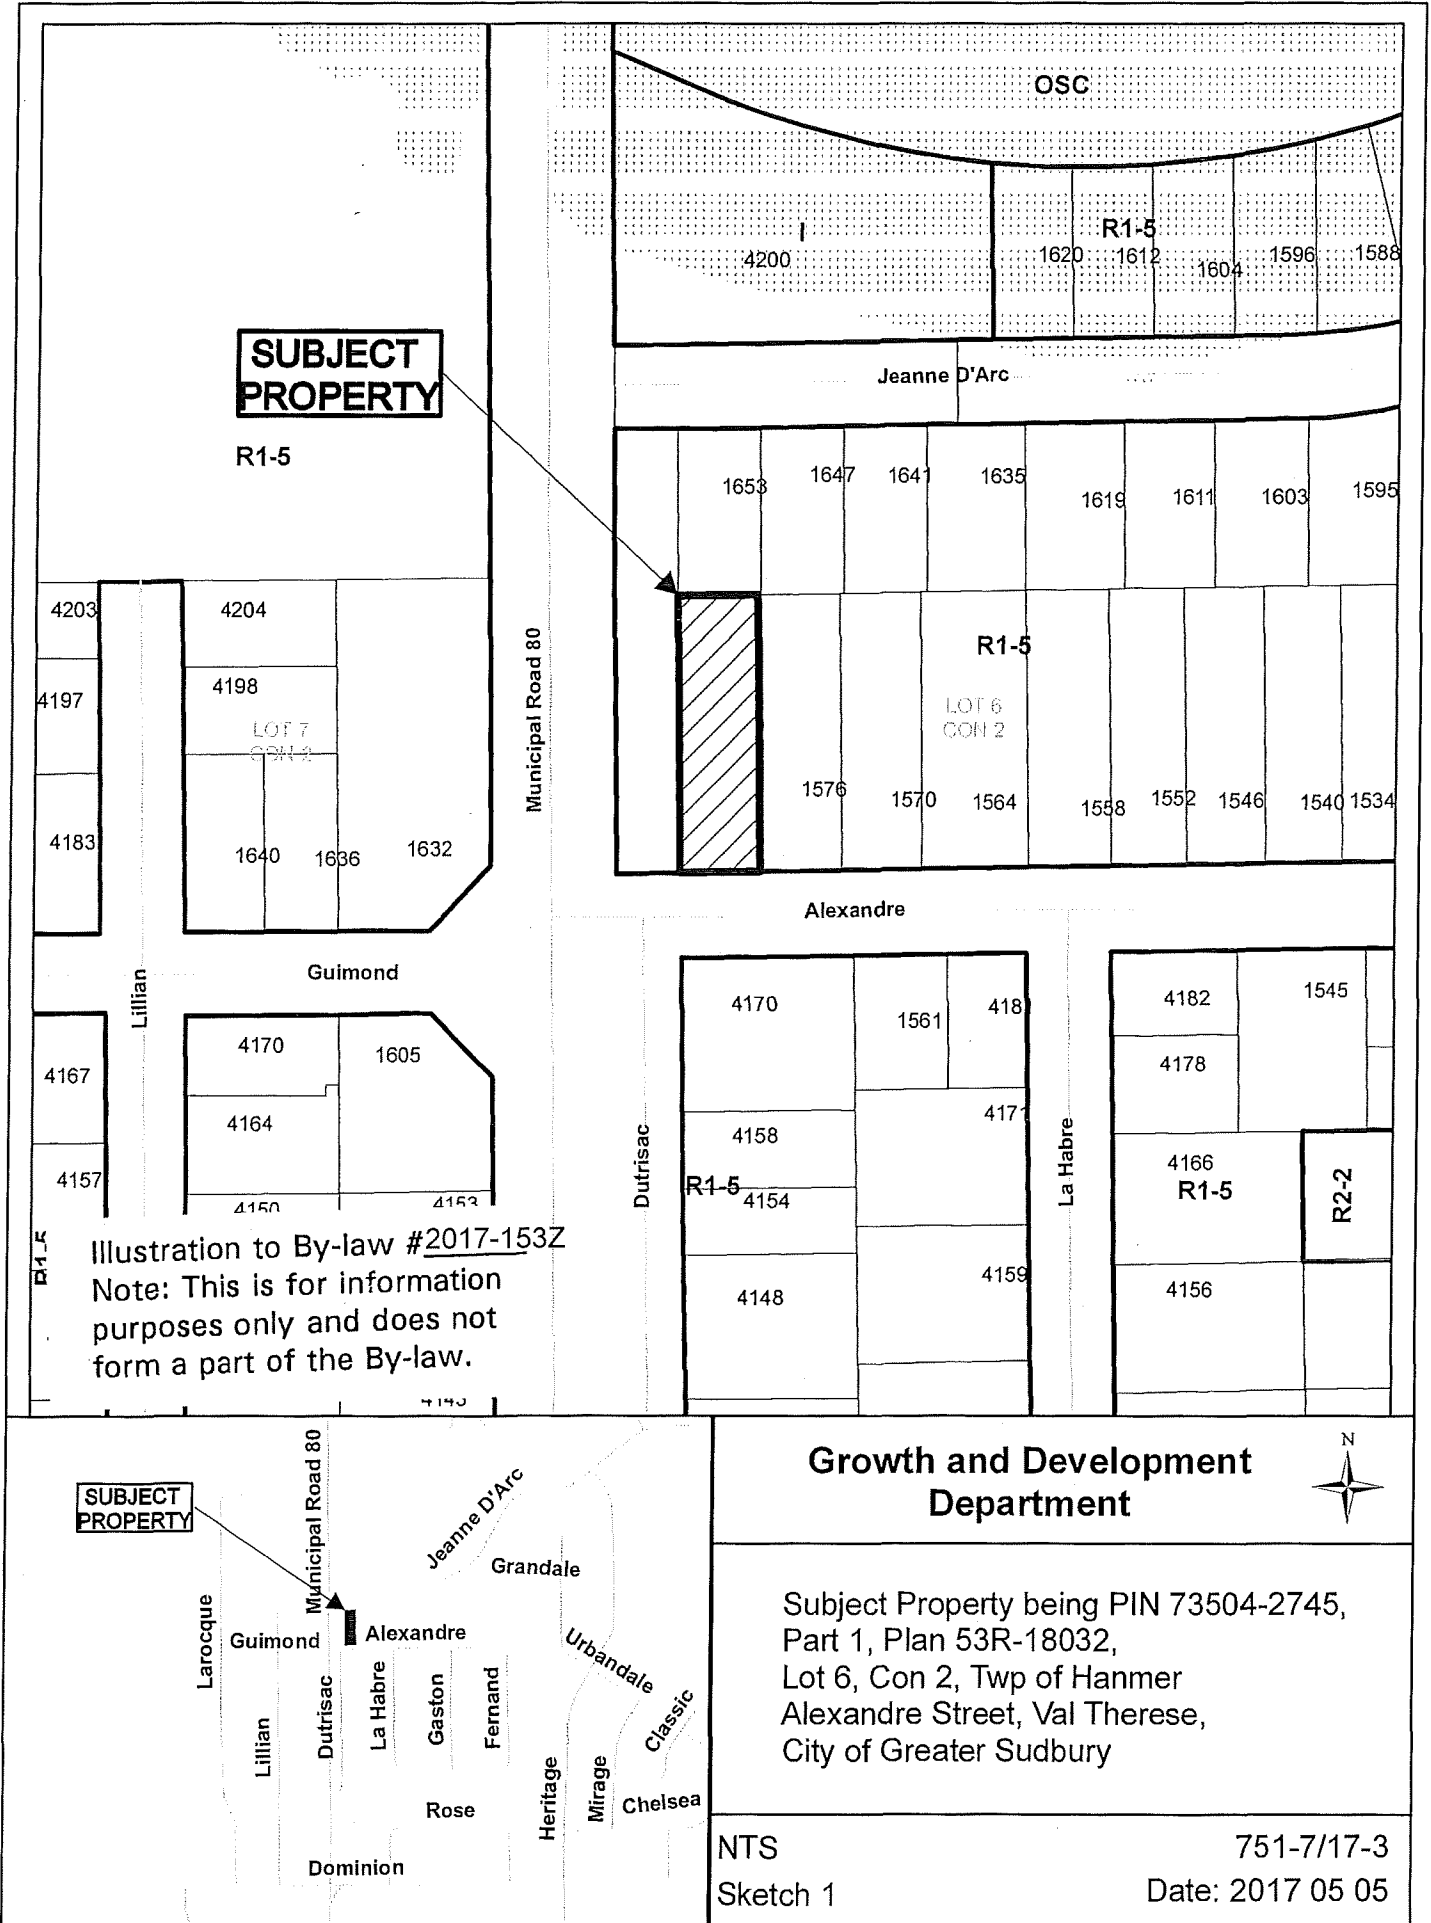 OSC
I
4200
R1-5
1620
1612
1604
1596
1588
SUBJECT
PROPERTY
R1-5
Jeanne D'Arc
1653
1647
1641
1635
1619
1611
1603
1595
4203
4204
4197
4198
LOT 7
CON 2
4183
1640
1636
1632
Municipal Road 80
R1-5
LOT 6
CON 2
1576
1570
1564
1558
1552
1546
1540
1534
Alexandre
Guimond
Lillian
4167
4170
1605
4164
4157
4150
4153
R1-5
Dutrisac
4170
1561
418
4171
4158
R1-5
4154
4148
4159
La Habre
4182
1545
4178
4166
R1-5
R2-2
4156
Illustration to By-law #2017-153Z
Note: This is for information
purposes only and does not
form a part of the By-law.
4143
SUBJECT
PROPERTY
Municipal Road 80
Jeanne D'Arc
Grandale
Larocque
Guimond
Alexandre
Urbandale
Lillian
Dutrisac
La Habre
Gaston
Fernand
Heritage
Mirage
Classic
Chelsea
Rose
Dominion
Growth and Development
Department
N
Subject Property being PIN 73504-2745,
Part 1, Plan 53R-18032,
Lot 6, Con 2, Twp of Hanmer
Alexandre Street, Val Therese,
City of Greater Sudbury
NTS
751-7/17-3
Sketch 1
Date: 2017 05 05